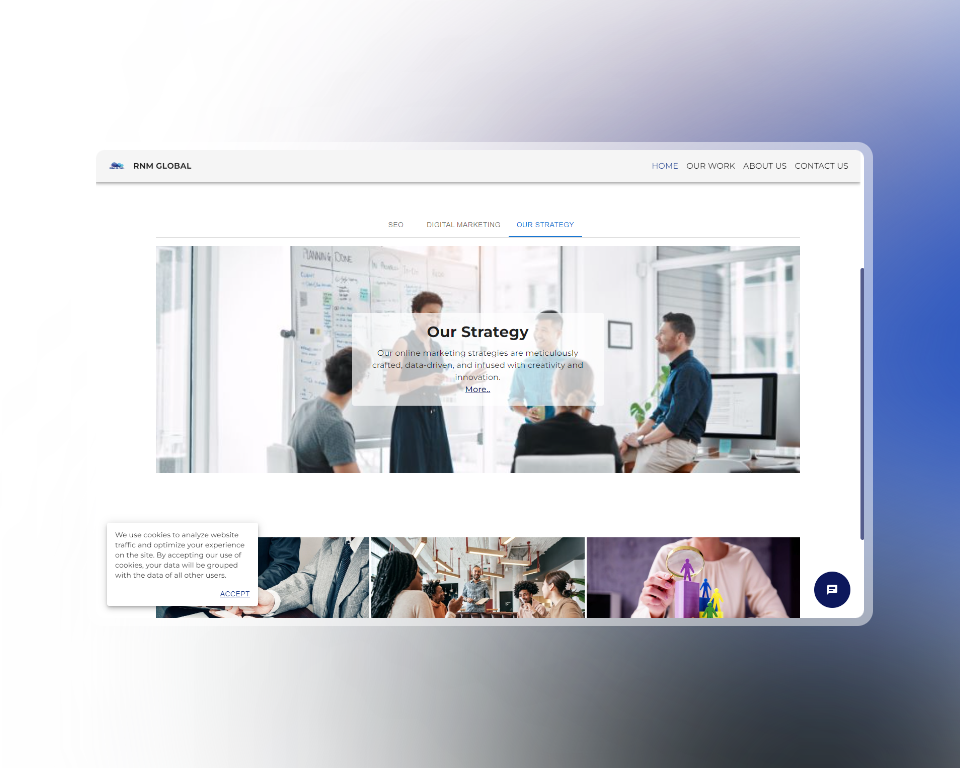 RNM GLOBAL
HOME OUR WORK ABOUT US CONTACT US
SEO DIGITAL MARKETING OUR STRATEGY
PLANNING & DONE
Our Strategy
Our online marketing strategies are meticulously
crafted, data-driven, and infused with creativity and
innovation.
More..
We use cookies to analyze website
traffic and optimize your experience
on the site. By accepting our use of
cookies, your data will be grouped
with the data of all other users.
ACCEPT